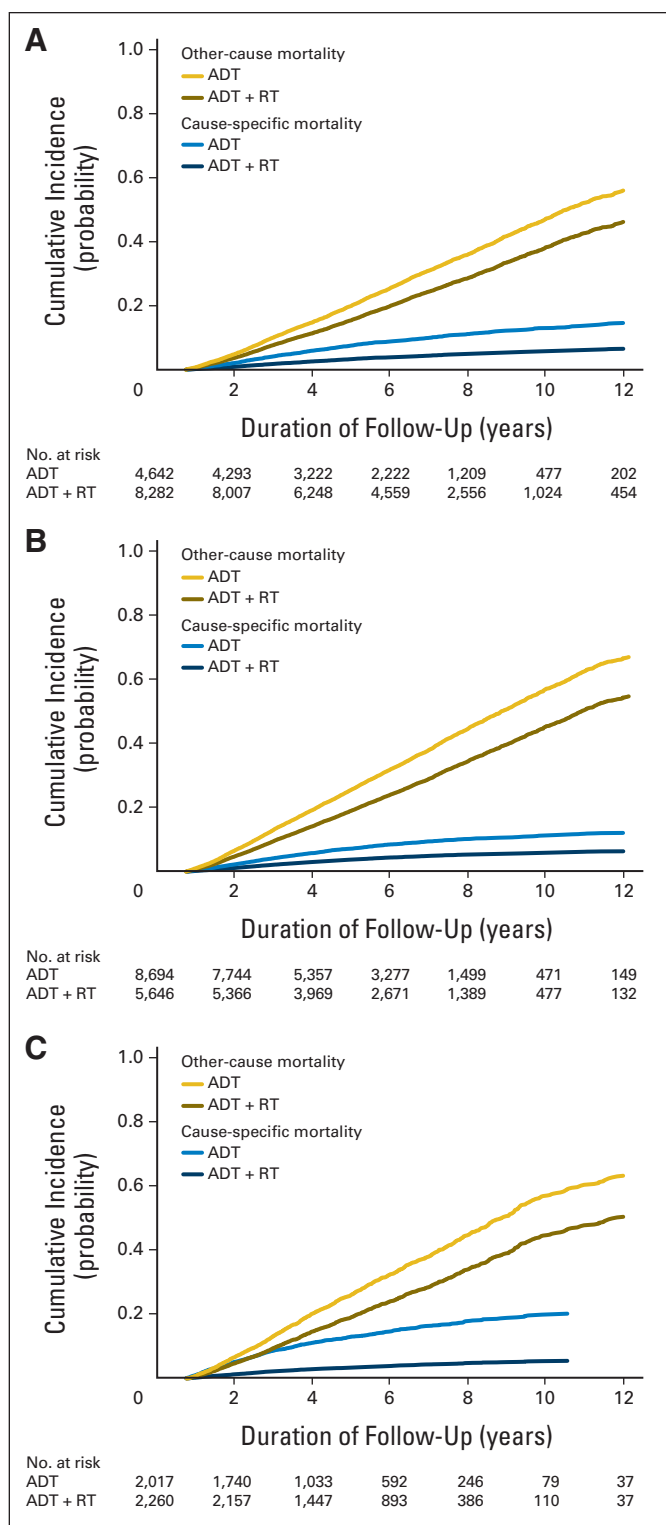 A
1.0
0.8
0.6
0.4
0.2
0
2
4
6
8
10
12
Cumulative Incidence
(probability)
Other-cause mortality
ADT
ADT + RT
Cause-specific mortality
ADT
ADT + RT
Duration of Follow-Up (years)
No. at risk
ADT 4,642 4,293 3,222 2,222 1,209 477 202
ADT + RT 8,282 8,007 6,248 4,559 2,556 1,024 454
B
1.0
0.8
0.6
0.4
0.2
0
2
4
6
8
10
12
Cumulative Incidence
(probability)
Other-cause mortality
ADT
ADT + RT
Cause-specific mortality
ADT
ADT + RT
Duration of Follow-Up (years)
No. at risk
ADT 8,694 7,744 5,357 3,277 1,499 471 149
ADT + RT 5,646 5,366 3,969 2,671 1,389 477 132
C
1.0
0.8
0.6
0.4
0.2
0
2
4
6
8
10
12
Cumulative Incidence
(probability)
Other-cause mortality
ADT
ADT + RT
Cause-specific mortality
ADT
ADT + RT
Duration of Follow-Up (years)
No. at risk
ADT 2,017 1,740 1,033 592 246 79 37
ADT + RT 2,260 2,157 1,447 893 386 110 37